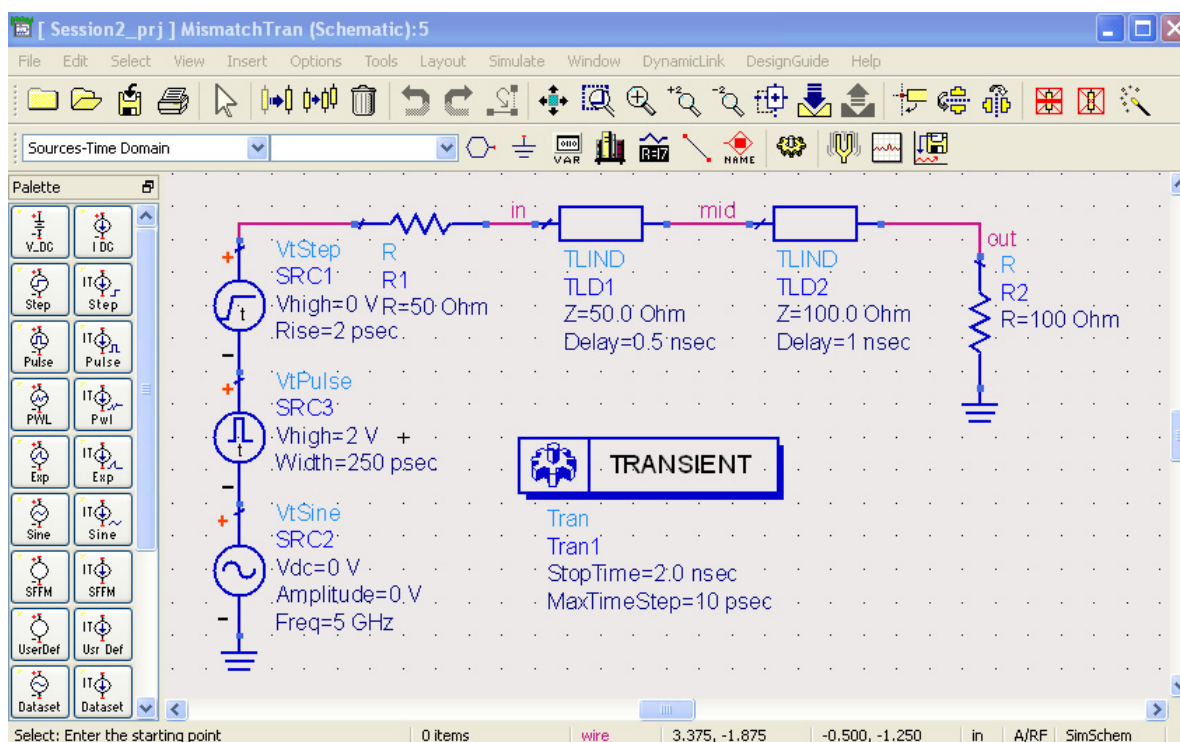 [ Session2_prj ] MismatchTran (Schematic):5
File Edit Select View Insert Options Tools Layout Simulate Window DynamicLink DesignGuide Help
+2 -2
Sources-Time Domain VAR NAME
Palette
V_DC I DC
Step Step
Pulse Pulse
PWL Pwl
Exp Exp
Sine Sine
SFFM SFFM
UserDef Usr Def
Dataset Dataset
in mid out
VtStep
SRC1
Vhigh=0 V
Rise=2 psec
R
R1
R=50 Ohm
TLIND
TLD1
Z=50.0 Ohm
Delay=0.5 nsec
TLIND
TLD2
Z=100.0 Ohm
Delay=1 nsec
R
R2
R=100 Ohm
VtPulse
SRC3
Vhigh=2 V
Width=250 psec
VtSine
SRC2
Vdc=0 V
Amplitude=0 V
Freq=5 GHz
TRANSIENT
Tran
Tran1
StopTime=2.0 nsec
MaxTimeStep=10 psec
Select: Enter the starting point 0 items wire 3.375, -1.875 -0.500, -1.250 in A/RF SimSchem